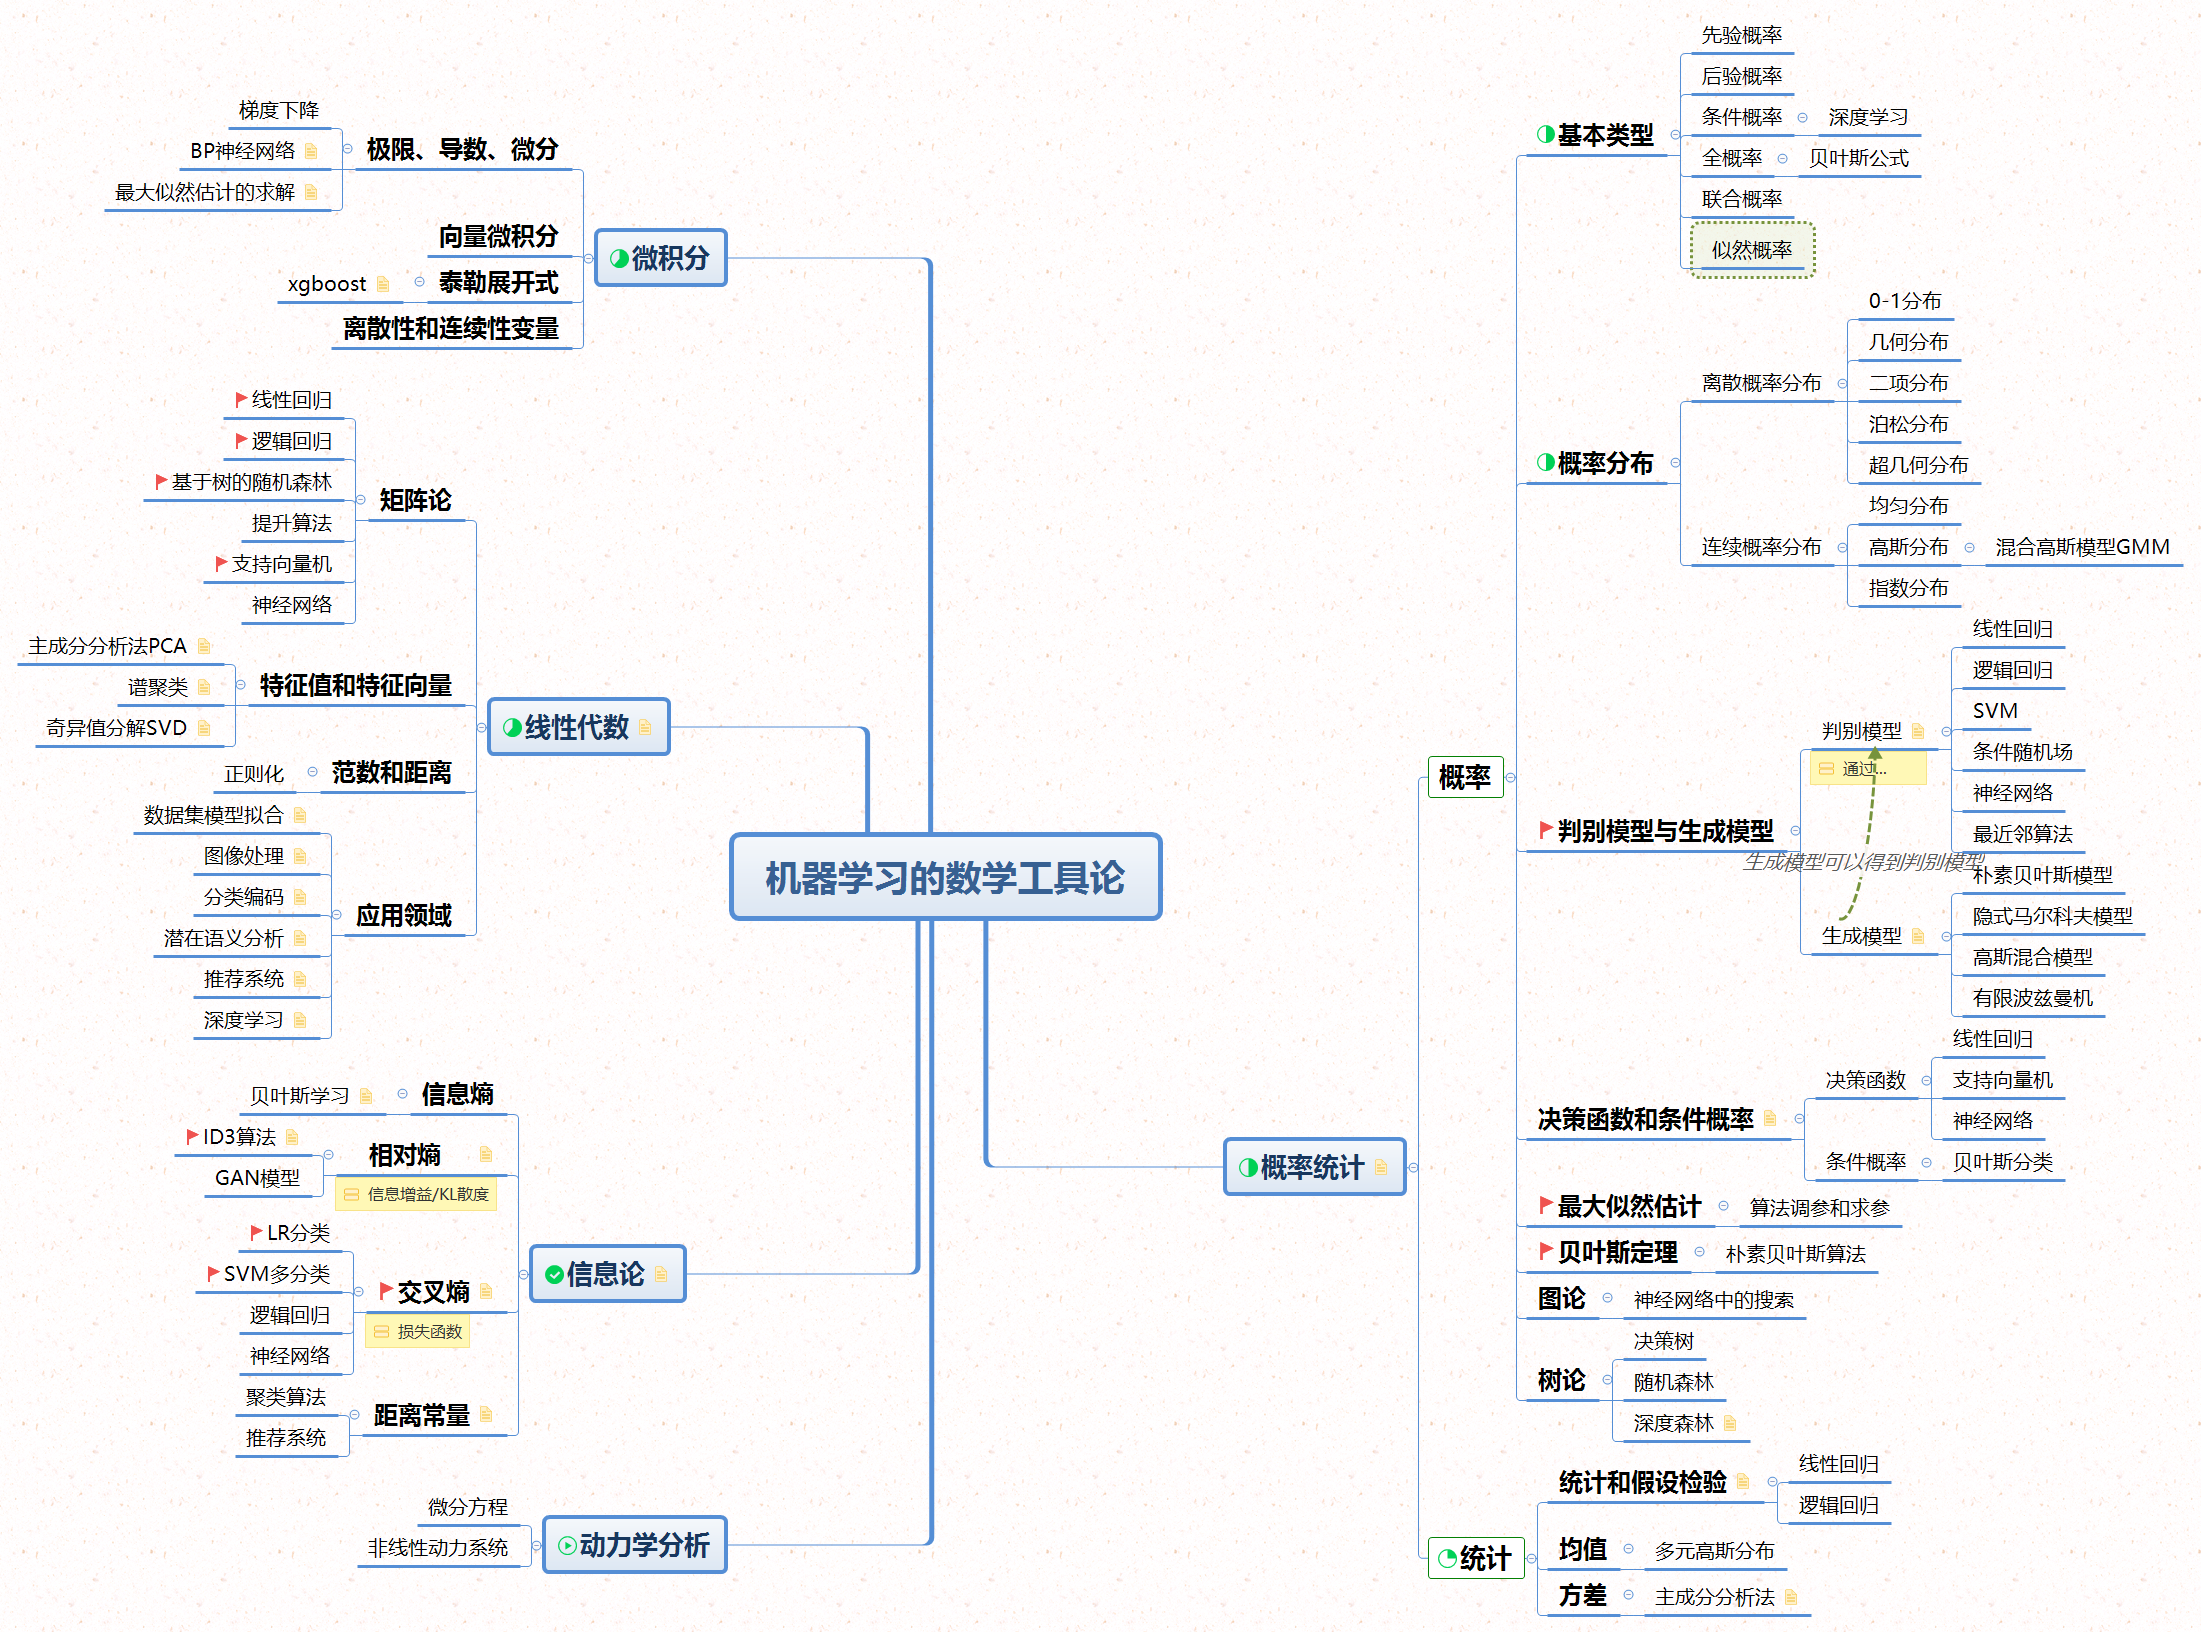 机器学习的数学工具论
微积分
极限、导数、微分
梯度下降
BP神经网络
最大似然估计的求解
向量微积分
泰勒展开式
xgboost
离散性和连续性变量
线性代数
矩阵论
线性回归
逻辑回归
基于树的随机森林
提升算法
支持向量机
神经网络
特征值和特征向量
主成分分析法PCA
谱聚类
奇异值分解SVD
范数和距离
正则化
应用领域
数据集模型拟合
图像处理
分类编码
潜在语义分析
推荐系统
深度学习
信息论
信息熵
贝叶斯学习
相对熵
信息增益/KL散度
ID3算法
GAN模型
交叉熵
损失函数
LR分类
SVM多分类
逻辑回归
神经网络
距离常量
聚类算法
推荐系统
动力学分析
微分方程
非线性动力系统
概率统计
概率
基本类型
先验概率
后验概率
条件概率
深度学习
全概率
贝叶斯公式
联合概率
似然概率
概率分布
离散概率分布
0-1分布
几何分布
二项分布
泊松分布
超几何分布
连续概率分布
均匀分布
高斯分布
混合高斯模型GMM
指数分布
判别模型与生成模型
判别模型
通过...
线性回归
逻辑回归
SVM
条件随机场
神经网络
最近邻算法
生成模型可以得到判别模型
生成模型
朴素贝叶斯模型
隐式马尔科夫模型
高斯混合模型
有限波兹曼机
决策函数和条件概率
决策函数
线性回归
支持向量机
神经网络
条件概率
贝叶斯分类
最大似然估计
算法调参和求参
贝叶斯定理
朴素贝叶斯算法
图论
神经网络中的搜索
树论
决策树
随机森林
深度森林
统计
统计和假设检验
线性回归
逻辑回归
均值
多元高斯分布
方差
主成分分析法